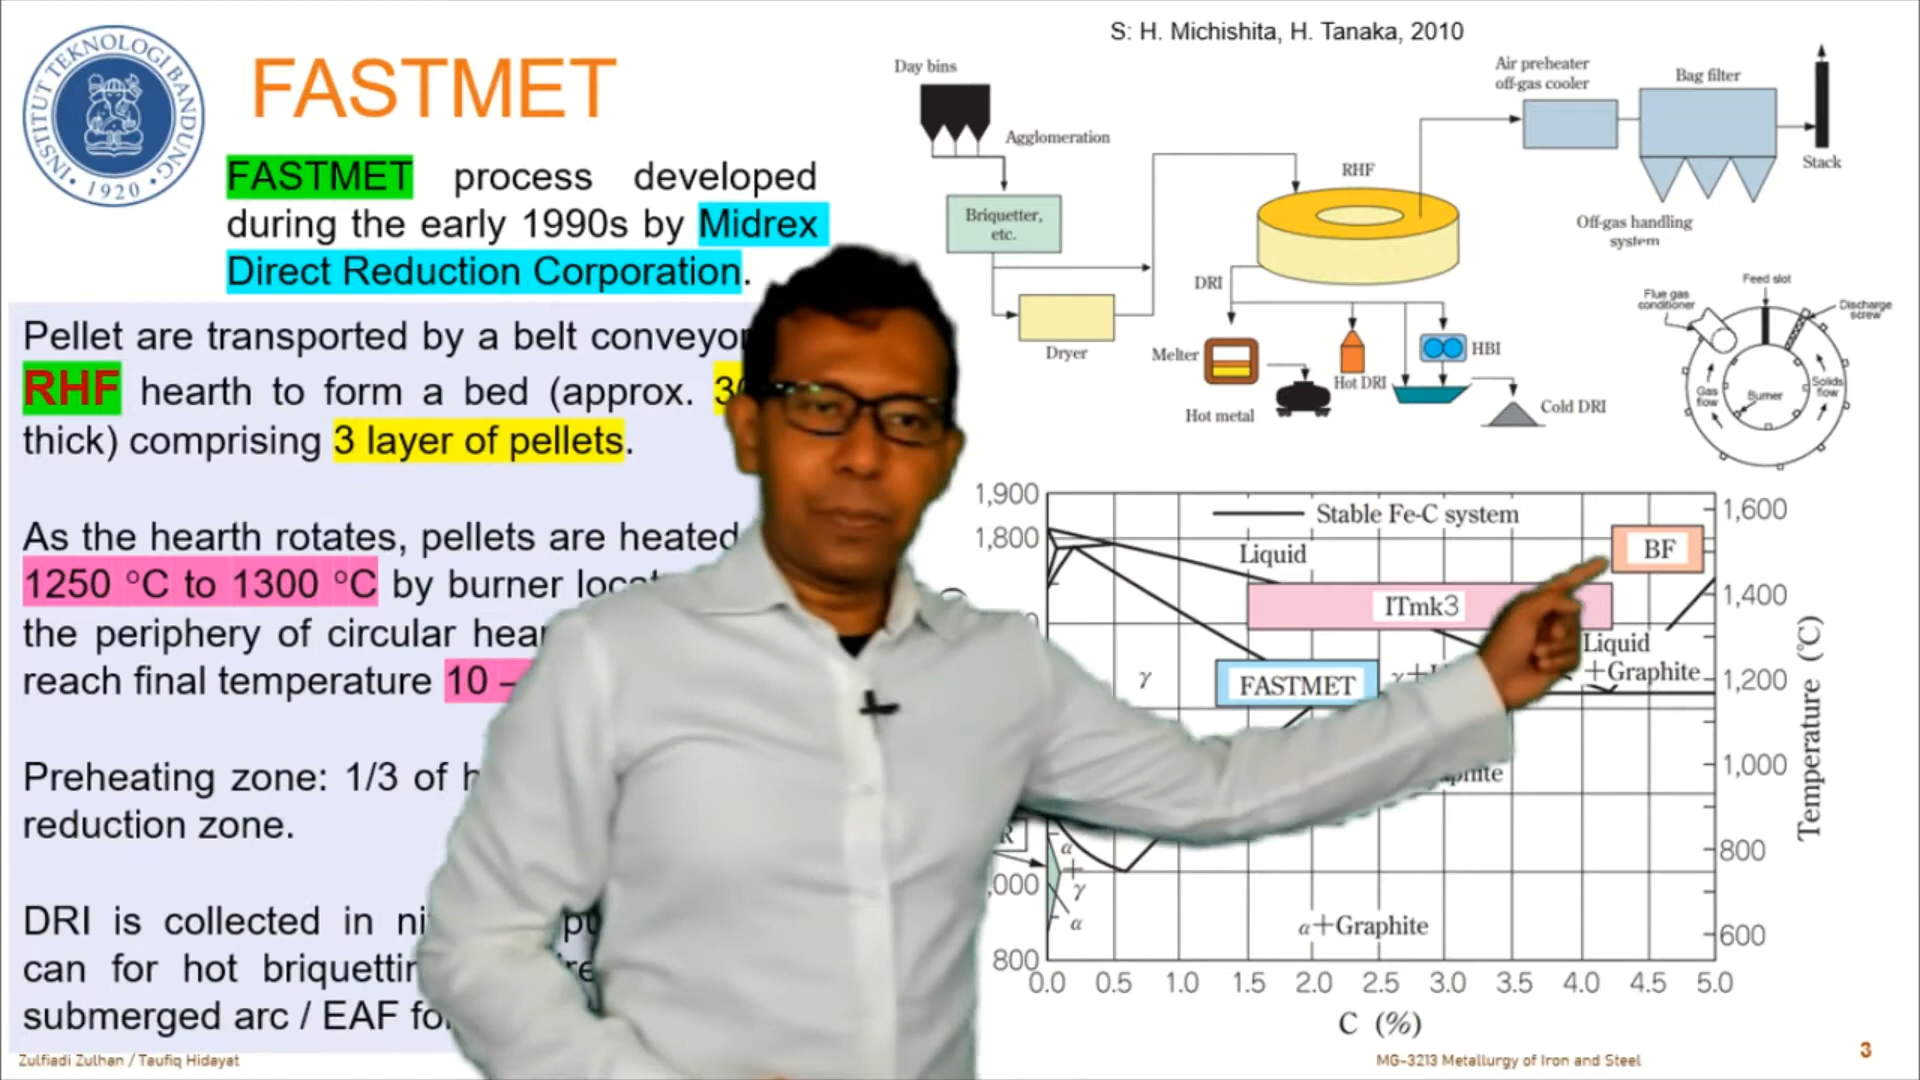 INSTITUT TEKNOLOGI BANDUNG
1920
FASTMET
FASTMET process developed
during the early 1990s by Midrex
Direct Reduction Corporation.
Pellet are transported by a belt conveyo
RHF hearth to form a bed (approx. 3
thick) comprising 3 layer of pellets.
As the hearth rotates, pellets are heated
1250 °C to 1300 °C by burner
the periphery of circular
reach final temperature 10 –
Preheating zone: 1/3 of
reduction zone.
DRI is collected in
can for hot
submerged arc / EAF
Zulfiadi Zulhan / Taufiq Hidayat
S: H. Michishita, H. Tanaka, 2010
Day bins
Agglomeration
Briquetter,
etc.
Dryer
RHF
Air preheater
off-gas cooler
Bag filter
Stack
Off-gas handling
system
DRI
Melter
Hot metal
Hot DRI
HBI
Cold DRI
Feed slot
Flue gas
conditioner
Discharge
screw
Gas
flow
Burner
Solids
flow
1,900
1,800
,000
800
Stable Fe-C system
Liquid
BF
ITmk3
FASTMET
γ
γ+
Liquid
+Graphite
R
α
+
γ
α
α+Graphite
1,600
1,400
1,200
1,000
800
600
Temperature (℃)
0.0 0.5 1.0 1.5 2.0 2.5 3.0 3.5 4.0 4.5 5.0
C (%)
MG-3213 Metallurgy of Iron and Steel
3